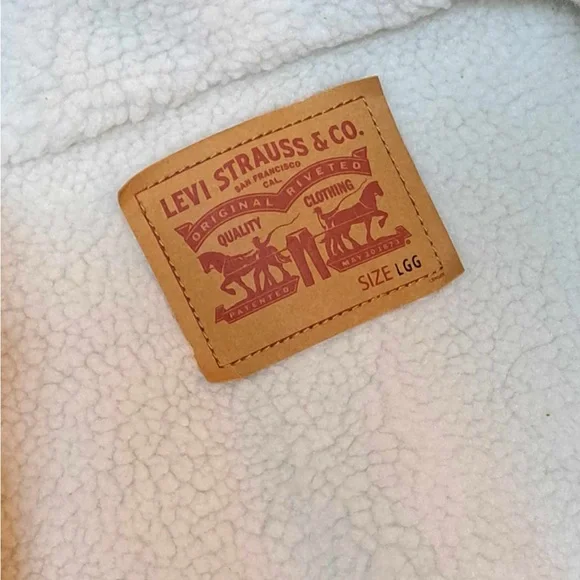 LEVI STRAUSS & CO.
SAN FRANCISCO
CAL.
ORIGINAL RIVETED
QUALITY CLOTHING
PATENTED MAY 20 1873
SIZE LGG